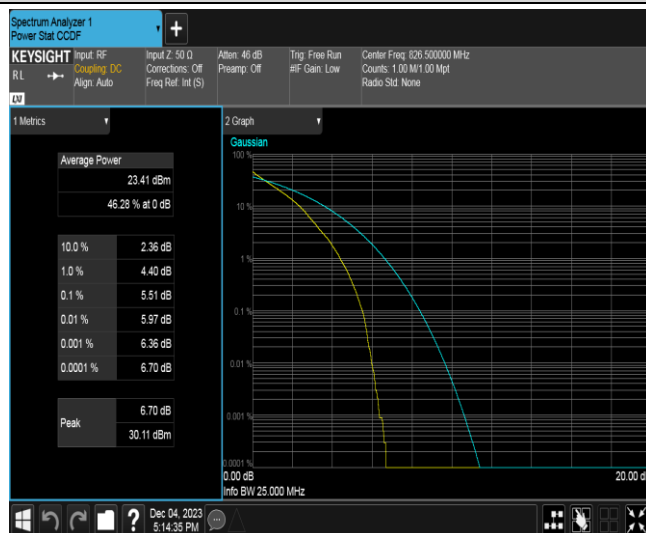 Spectrum Analyzer 1
Power Stat CCDF
+
KEYSIGHT
RL
LXI
Input: RF
Coupling: DC
Align: Auto
Input Z: 50 Ω
Corrections: Off
Freq Ref: Int (S)
Atten: 46 dB
Preamp: Off
Trig: Free Run
#IF Gain: Low
Center Freq: 826.500000 MHz
Counts: 1.00 M/1.00 Mpt
Radio Std: None
1 Metrics
Average Power
23.41 dBm
46.28 % at 0 dB
10.0 % 2.36 dB
1.0 % 4.40 dB
0.1 % 5.51 dB
0.01 % 5.97 dB
0.001 % 6.36 dB
0.0001 % 6.70 dB
Peak
6.70 dB
30.11 dBm
2 Graph
Gaussian
100 %
10 %
1 %
0.1 %
0.01 %
0.001 %
0.0001 %
0.00 dB
20.00 d
Info BW 25.000 MHz
?
Dec 04, 2023
5:14:35 PM